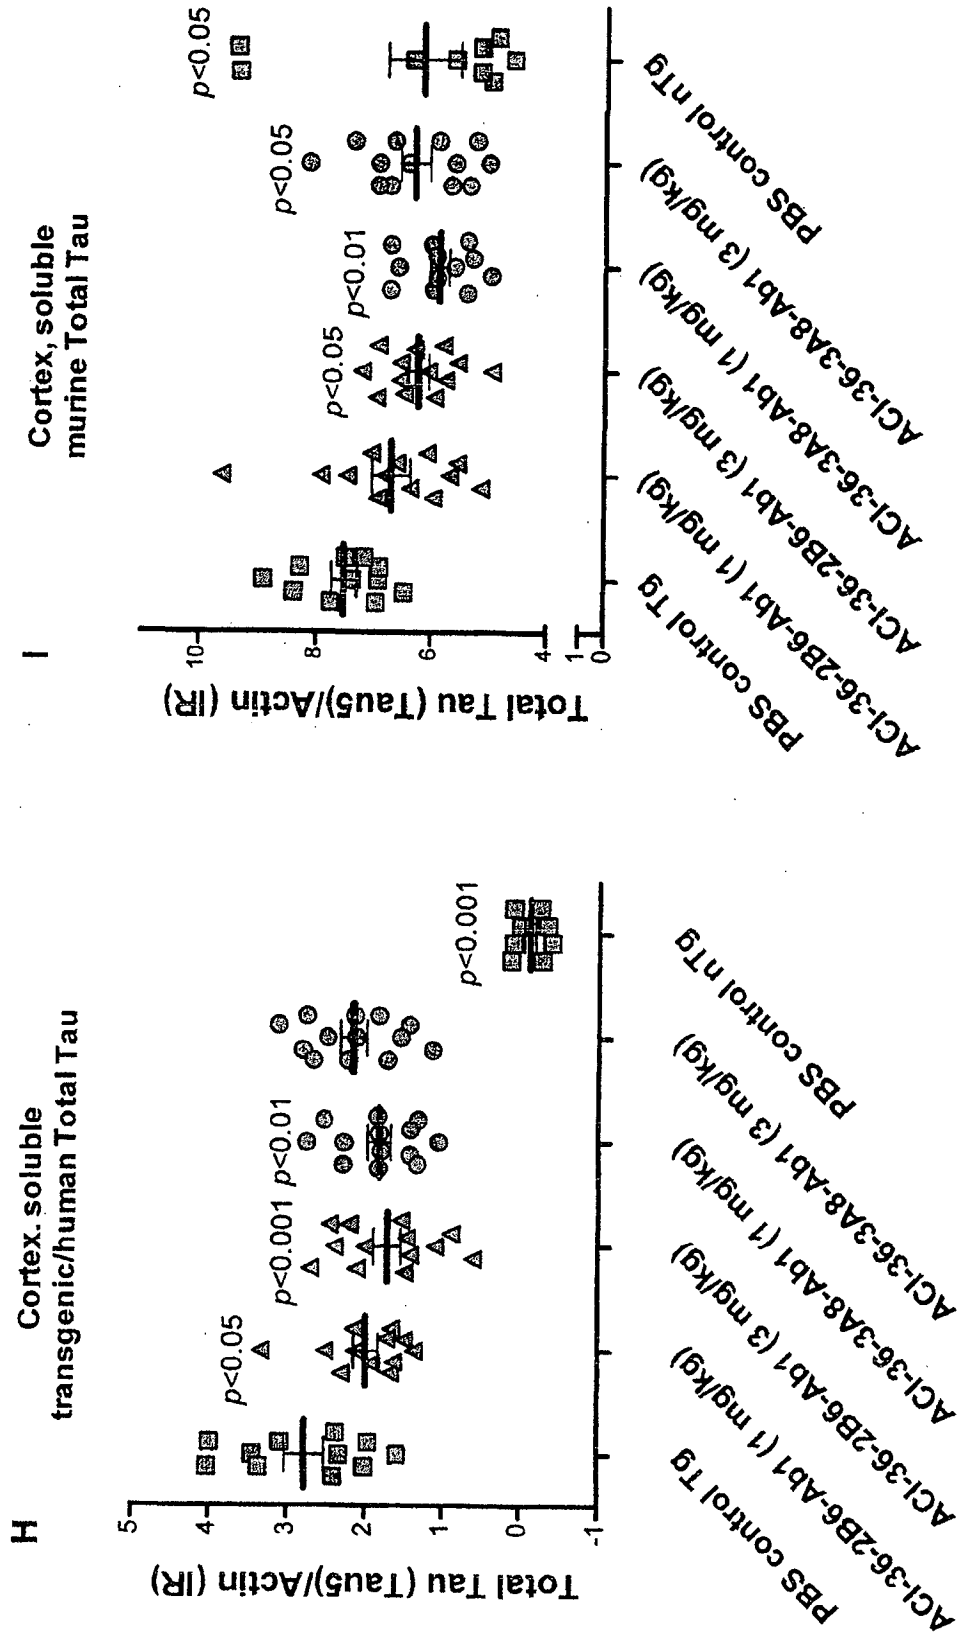 H
Cortex. soluble
transgenic/human Total Tau
Total Tau (Tau5)/Actin (IR)
5
4
3
2
1
0
-1
p<0.05
p<0.001
p<0.01
p<0.001
PBS control Tg
ACI-36-2B6-Ab1 (1 mg/kg)
ACI-36-2B6-Ab1 (3 mg/kg)
ACI-36-3A8-Ab1 (1 mg/kg)
ACI-36-3A8-Ab1 (3 mg/kg)
PBS control nTg
I
Cortex, soluble
murine Total Tau
Total Tau (Tau5)/Actin (IR)
10
8
6
4
1
0
p<0.05
p<0.01
p<0.05
p<0.05
PBS control Tg
ACI-36-2B6-Ab1 (1 mg/kg)
ACI-36-2B6-Ab1 (3 mg/kg)
ACI-36-3A8-Ab1 (1 mg/kg)
ACI-36-3A8-Ab1 (3 mg/kg)
PBS control nTg